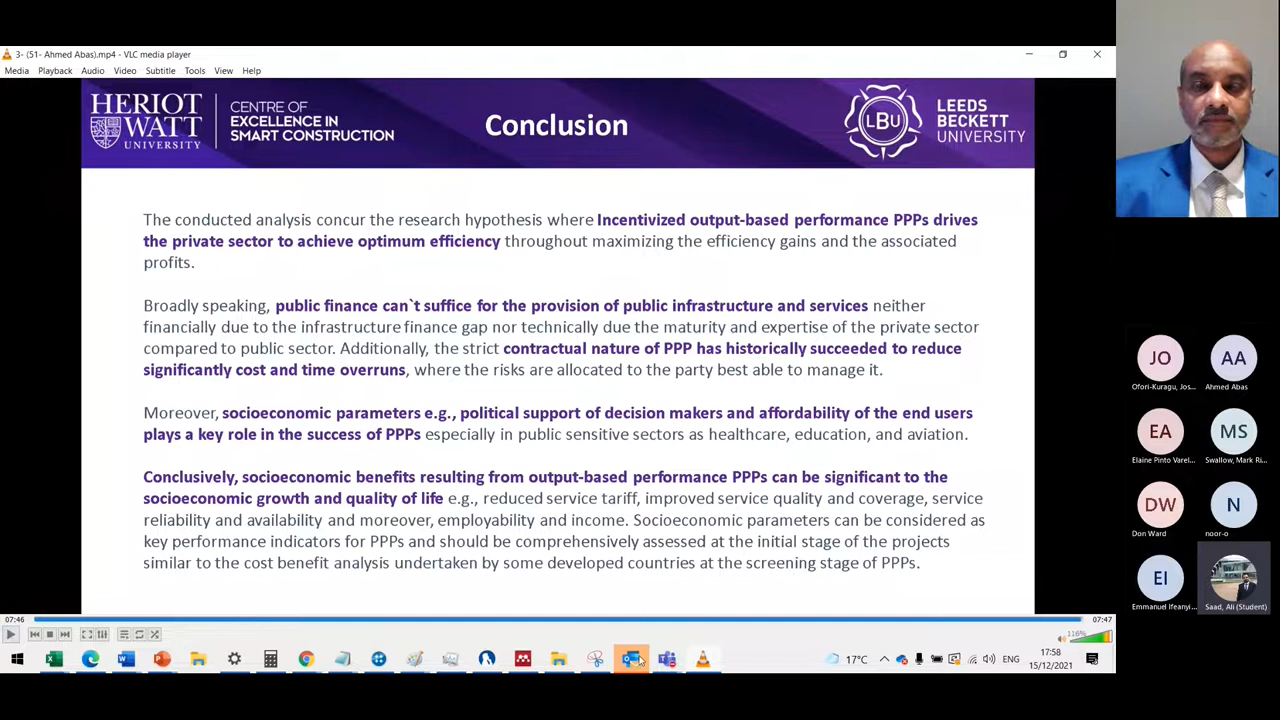 3- (51- Ahmed Abas).mp4 - VLC media player
Media Playback Audio Video Subtitle Tools View Help
HERIOT WATT UNIVERSITY
CENTRE OF
EXCELLENCE IN
SMART CONSTRUCTION
Conclusion
LBU
LEEDS
BECKETT
UNIVERSITY
The conducted analysis concur the research hypothesis where Incentivized output-based performance PPPs drives
the private sector to achieve optimum efficiency throughout maximizing the efficiency gains and the associated
profits.
Broadly speaking, public finance can`t suffice for the provision of public infrastructure and services neither
financially due to the infrastructure finance gap nor technically due the maturity and expertise of the private sector
compared to public sector. Additionally, the strict contractual nature of PPP has historically succeeded to reduce
significantly cost and time overruns, where the risks are allocated to the party best able to manage it.
Moreover, socioeconomic parameters e.g., political support of decision makers and affordability of the end users
plays a key role in the success of PPPs especially in public sensitive sectors as healthcare, education, and aviation.
Conclusively, socioeconomic benefits resulting from output-based performance PPPs can be significant to the
socioeconomic growth and quality of life e.g., reduced service tariff, improved service quality and coverage, service
reliability and availability and moreover, employability and income. Socioeconomic parameters can be considered as
key performance indicators for PPPs and should be comprehensively assessed at the initial stage of the projects
similar to the cost benefit analysis undertaken by some developed countries at the screening stage of PPPs.
07:46
07:47
116%
17°C
ENG
17:58
15/12/2021
JO
AA
Ofori-Kuragu, Jos...
Ahmed Abas
EA
MS
Elaine Pinto Varel...
Swallow, Mark Ri...
DW
N
Don Ward
noor-o
EI
Emmanuel Ifeanyi...
Saad, Ali (Student)